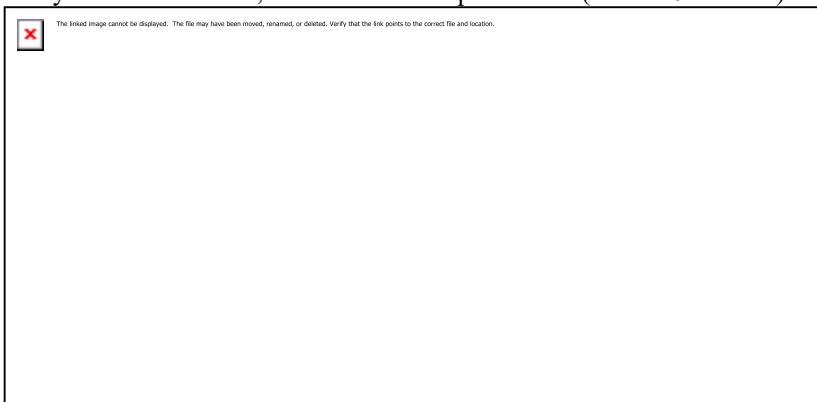 The linked image cannot be displayed. The file may have been moved, renamed, or deleted. Verify that the link points to the correct file and location.